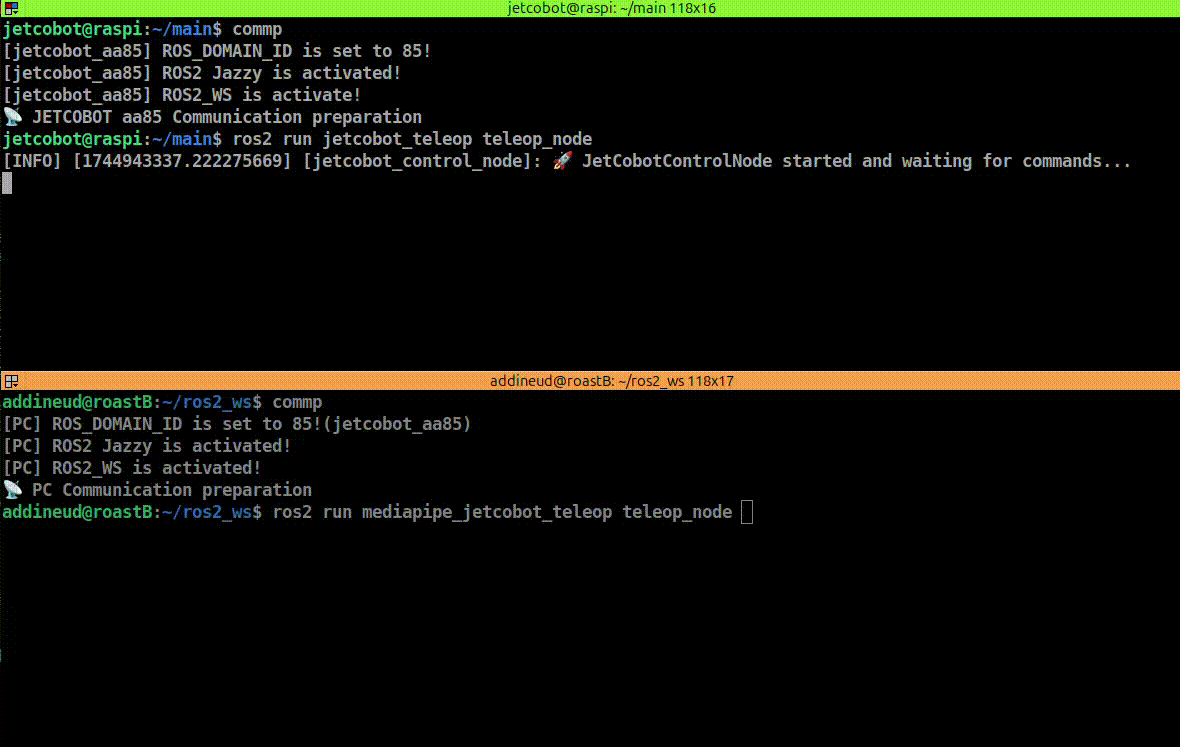 jetcobot@raspi: ~/main 118x16
jetcobot@raspi:~/main$ commp
[jetcobot_aa85] ROS_DOMAIN_ID is set to 85!
[jetcobot_aa85] ROS2 Jazzy is activated!
[jetcobot_aa85] ROS2_WS is activate!
📡 JETCOBOT aa85 Communication preparation
jetcobot@raspi:~/main$ ros2 run jetcobot_teleop teleop_node
[INFO] [1744943337.222275669] [jetcobot_control_node]: 🚀 JetCobotControlNode started and waiting for commands...
addineud@roastB: ~/ros2_ws 118x17
addineud@roastB:~/ros2_ws$ commp
[PC] ROS_DOMAIN_ID is set to 85!(jetcobot_aa85)
[PC] ROS2 Jazzy is activated!
[PC] ROS2_WS is activated!
📡 PC Communication preparation
addineud@roastB:~/ros2_ws$ ros2 run mediapipe_jetcobot_teleop teleop_node